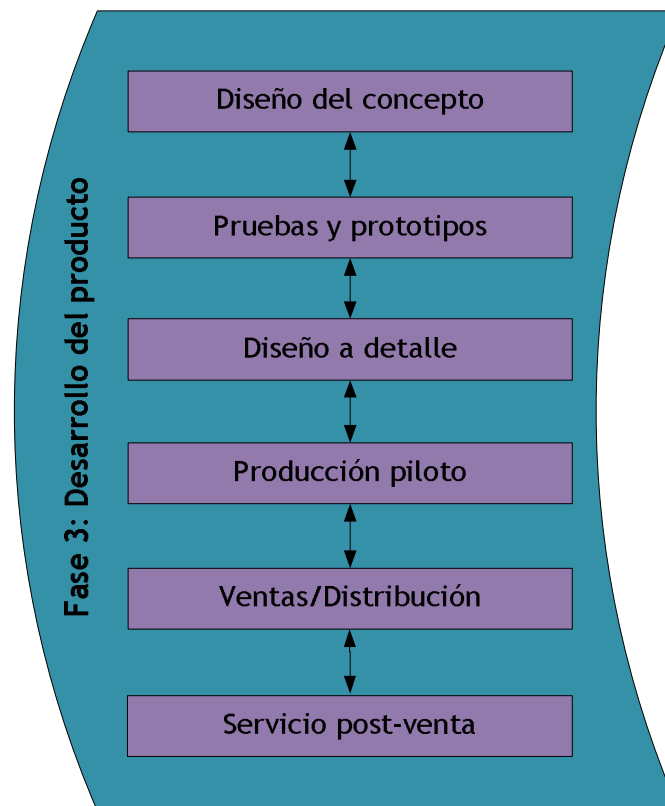 Fase 3: Desarrollo del producto
Diseño del concepto
Pruebas y prototipos
Diseño a detalle
Producción piloto
Ventas/Distribución
Servicio post-venta